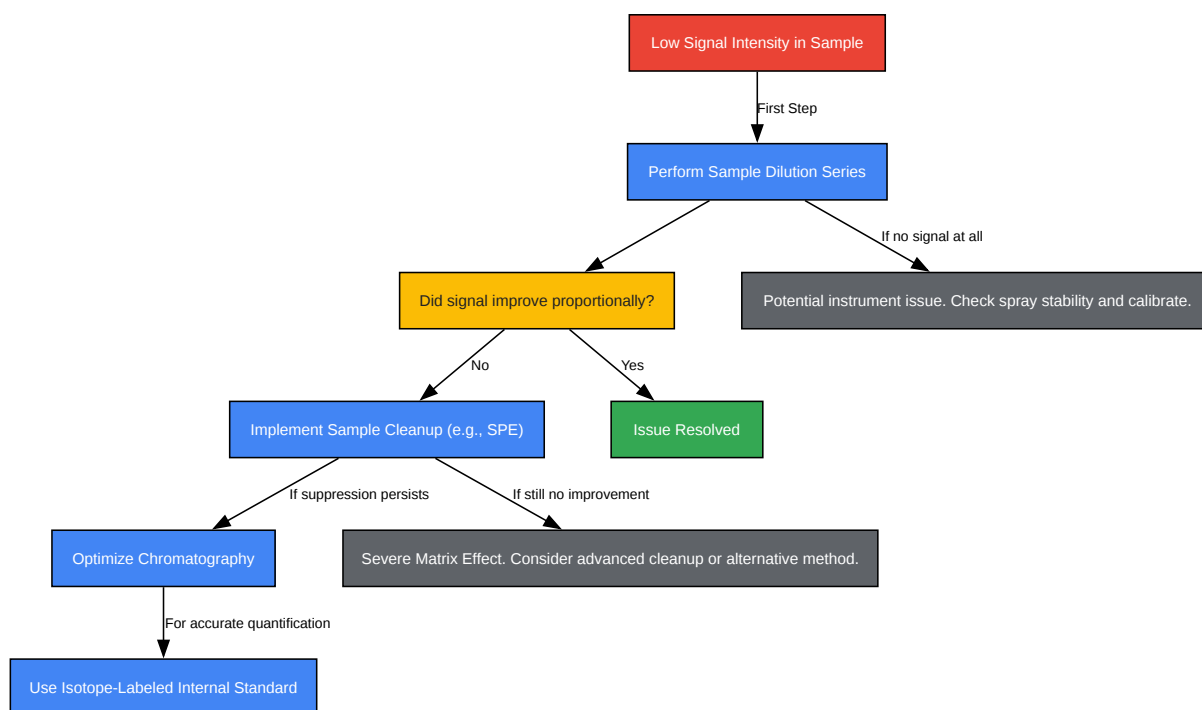 Low Signal Intensity in Sample
First Step
Perform Sample Dilution Series
If no signal at all
Did signal improve proportionally?
Potential instrument issue. Check spray stability and calibrate.
No
Yes
Implement Sample Cleanup (e.g., SPE)
Issue Resolved
If suppression persists
If still no improvement
Optimize Chromatography
Severe Matrix Effect. Consider advanced cleanup or alternative method.
For accurate quantification
Use Isotope-Labeled Internal Standard